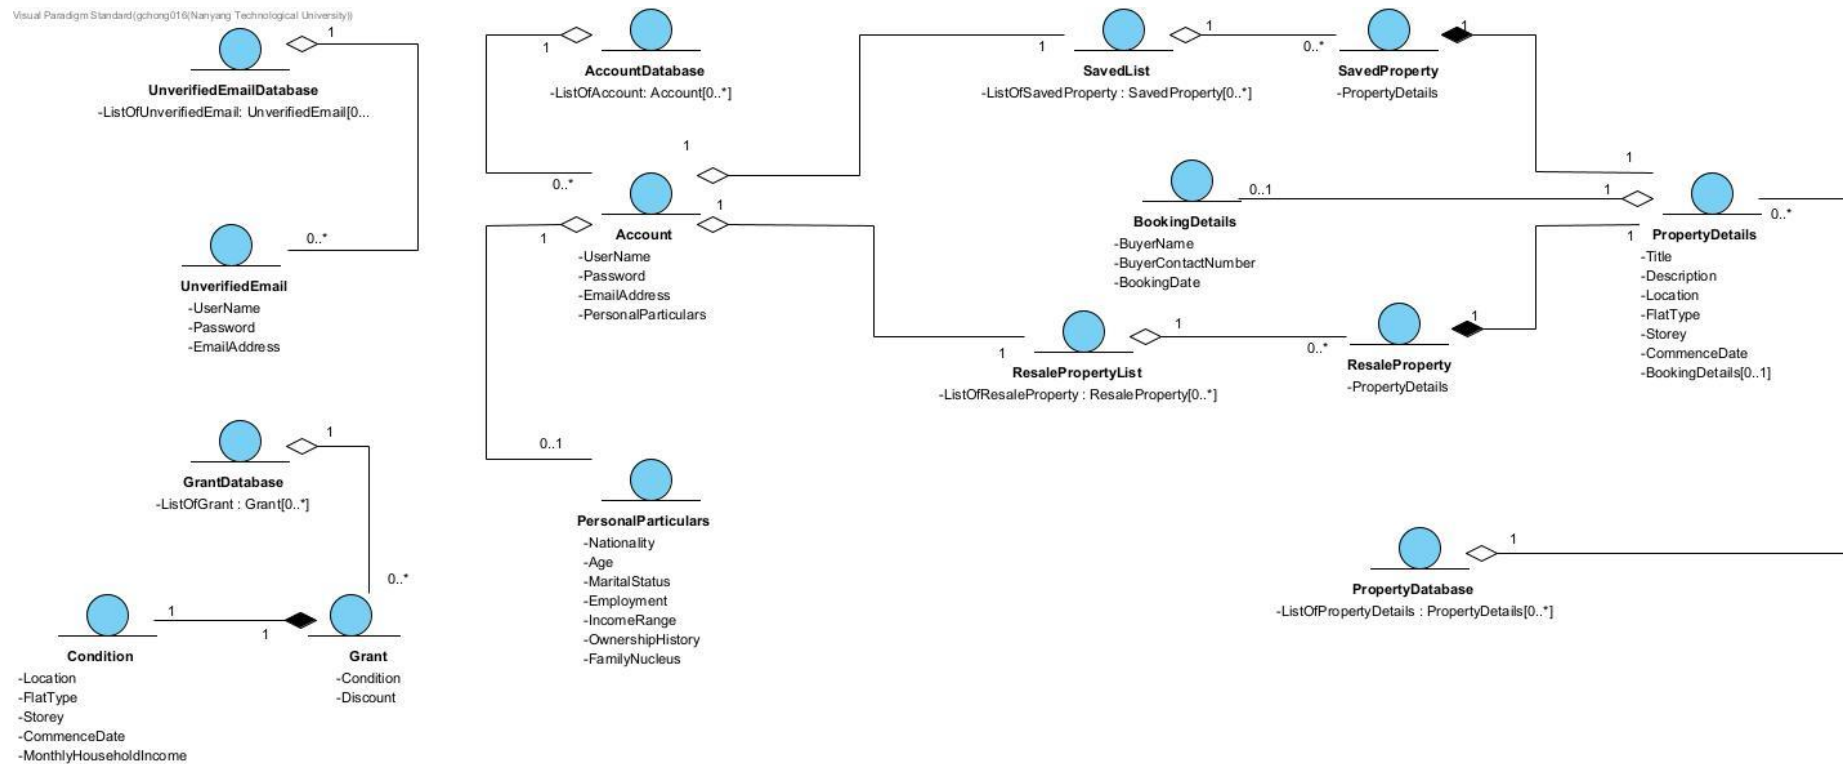 Visual Paradigm Standard(gchong016(Nanyang Technological University))
1
UnverifiedEmailDatabase
-ListOfUnverifiedEmail: UnverifiedEmail[0...
0..*
UnverifiedEmail
-UserName
-Password
-EmailAddress
1
AccountDatabase
-ListOfAccount: Account[0..*]
0..*
1
1
Account
-UserName
-Password
-EmailAddress
-PersonalParticulars
1
0..1
PersonalParticulars
-Nationality
-Age
-MaritalStatus
-Employment
-IncomeRange
-OwnershipHistory
-FamilyNucleus
1
SavedList
-ListOfSavedProperty : SavedProperty[0..*]
1
0..*
SavedProperty
-PropertyDetails
1
1
BookingDetails
-BuyerName
-BuyerContactNumber
-BookingDate
0..1
1
PropertyDetails
-Title
-Description
-Location
-FlatType
-Storey
-CommenceDate
-BookingDetails[0..1]
0..*
1
1
ResalePropertyList
-ListOfResaleProperty : ResaleProperty[0..*]
1
0..*
ResaleProperty
-PropertyDetails
1
GrantDatabase
-ListOfGrant : Grant[0..*]
1
0..*
Condition
-Location
-FlatType
-Storey
-CommenceDate
-MonthlyHouseholdIncome
1
1
Grant
-Condition
-Discount
PropertyDatabase
-ListOfPropertyDetails : PropertyDetails[0..*]
1